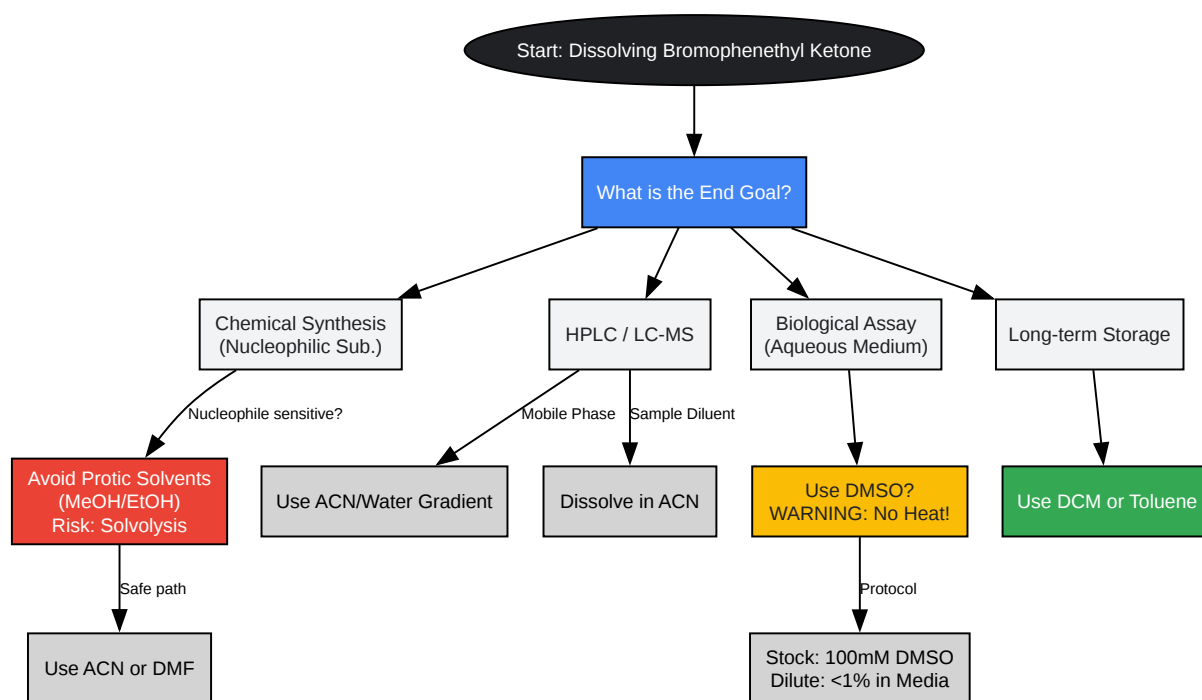 Start: Dissolving Bromophenethyl Ketone
What is the End Goal?
Chemical Synthesis
(Nucleophilic Sub.)
HPLC / LC-MS
Biological Assay
(Aqueous Medium)
Long-term Storage
Nucleophile sensitive?
Mobile Phase
Sample Diluent
Avoid Protic Solvents
(MeOH/EtOH)
Risk: Solvolysis
Use ACN/Water Gradient
Dissolve in ACN
Use DMSO?
WARNING: No Heat!
Use DCM or Toluene
Safe path
Protocol
Use ACN or DMF
Stock: 100mM DMSO
Dilute: <1% in Media